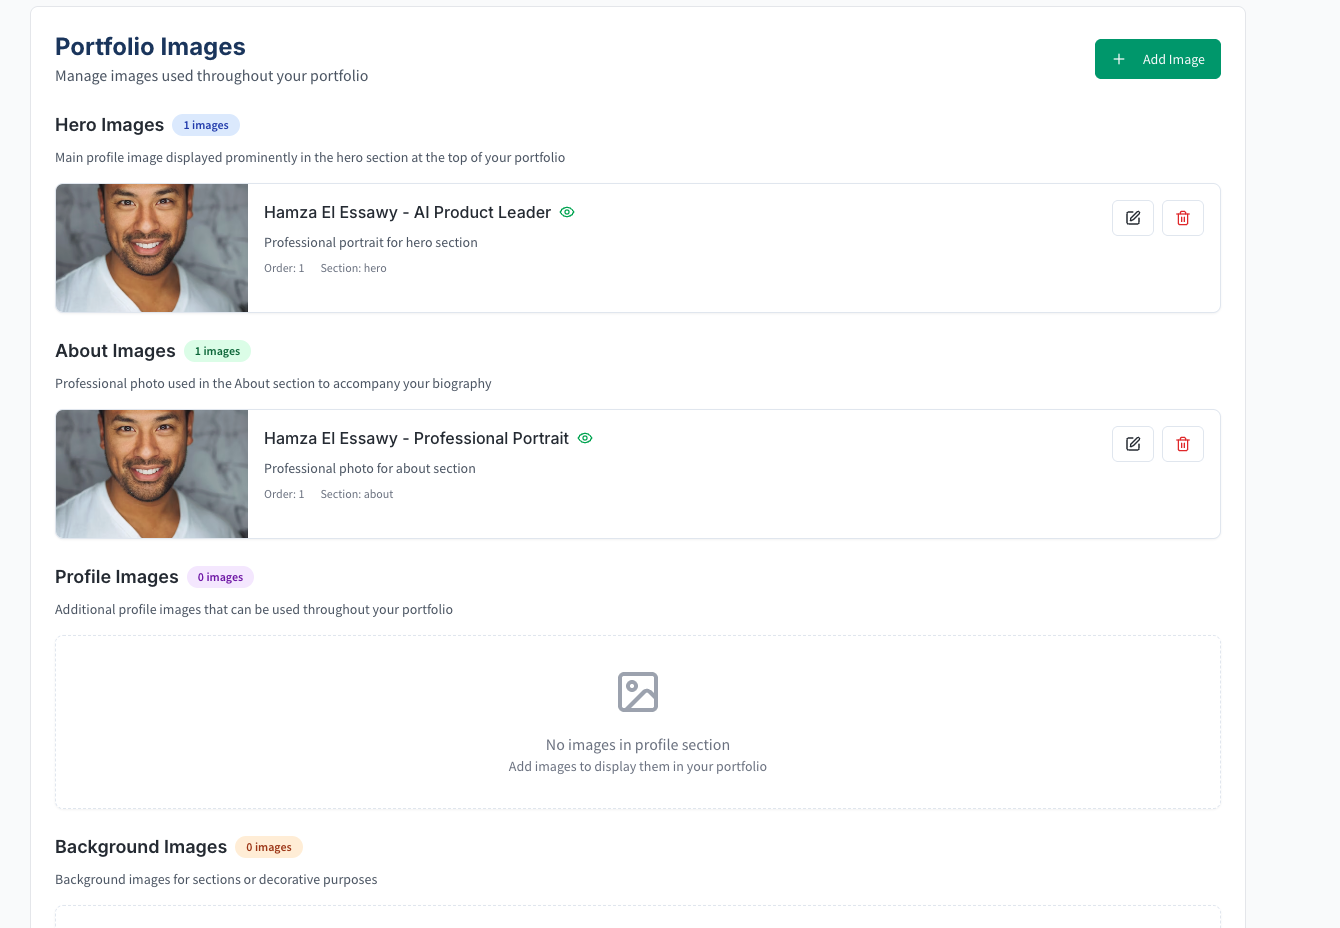 Portfolio Images
Manage images used throughout your portfolio
Add Image
Hero Images
1 images
Main profile image displayed prominently in the hero section at the top of your portfolio
Hamza El Essawy - AI Product Leader
Professional portrait for hero section
Order: 1 Section: hero
About Images
1 images
Professional photo used in the About section to accompany your biography
Hamza El Essawy - Professional Portrait
Professional photo for about section
Order: 1 Section: about
Profile Images
0 images
Additional profile images that can be used throughout your portfolio
No images in profile section
Add images to display them in your portfolio
Background Images
0 images
Background images for sections or decorative purposes